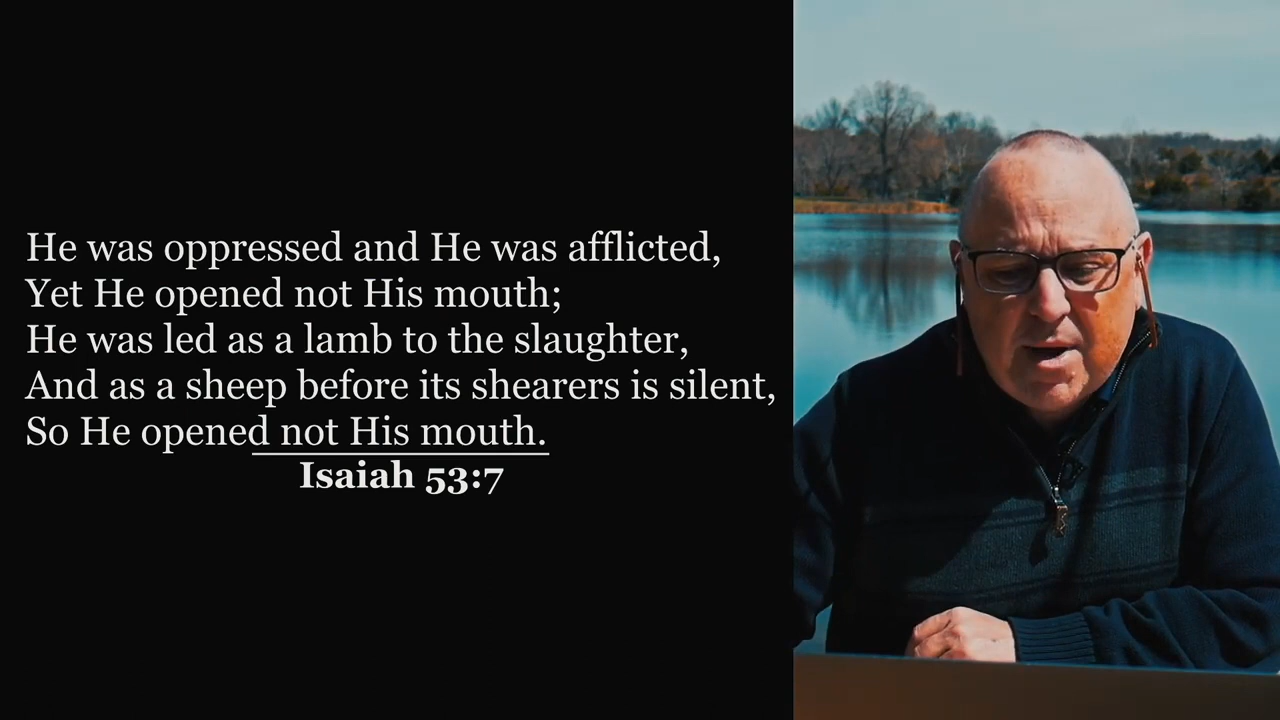 He was oppressed and He was afflicted,
Yet He opened not His mouth;
He was led as a lamb to the slaughter,
And as a sheep before its shearers is silent,
So He opened not His mouth.
Isaiah 53:7